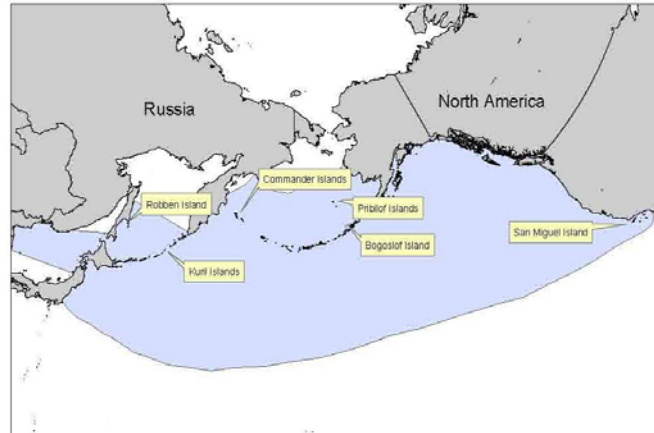 Russia
North America
Commander Islands
Robben Island
Pribilof Islands
San Miguel Island
Bogoslof Island
Kuril Islands